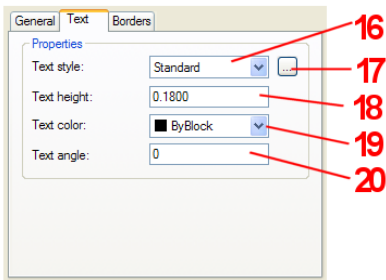 General Text Borders
Properties
Text style: Standard ... 16
17
Text height: 0.1800 18
Text color: ByBlock 19
Text angle: 0 20